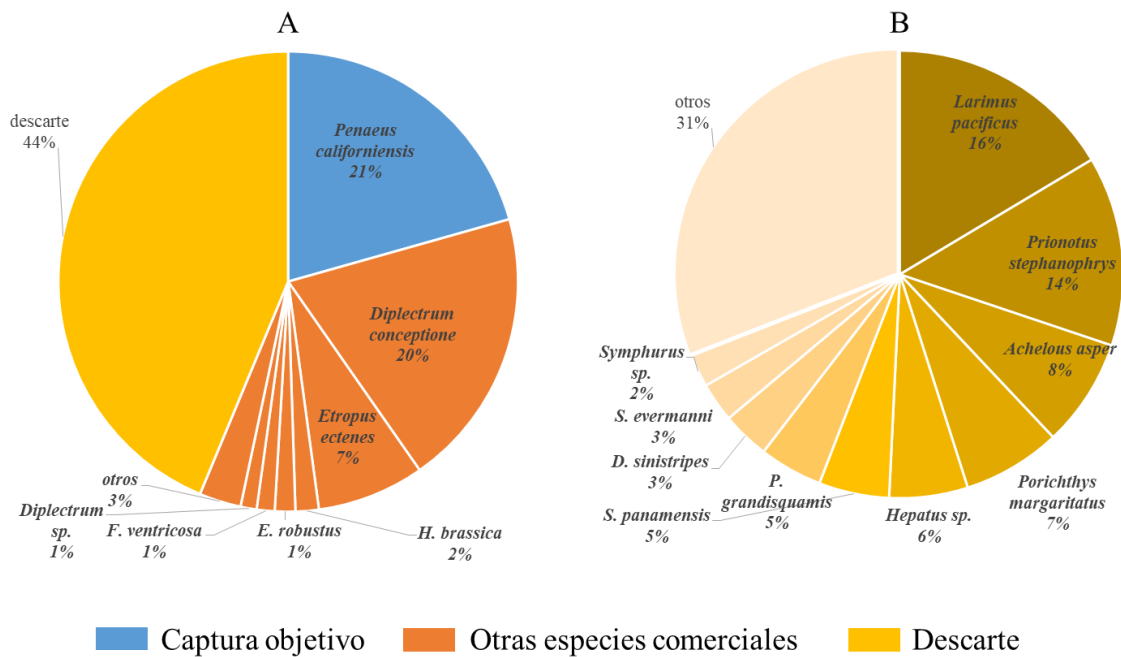 A
descarte
44%
Penaeus
californiensis
21%
Diplectrum
conceptione
20%
Etropus
ectenes
7%
otros
3%
Diplectrum
sp.
1%
F. ventricosa
1%
E. robustus
1%
H. brassica
2%
B
otros
31%
Larimus
pacificus
16%
Prionotus
stephanophrys
14%
Achelous asper
8%
Porichthys
margaritatus
7%
Hepatus sp.
6%
P.
grandisquamis
5%
S. panamensis
5%
D. sinistripes
3%
S. evermanni
3%
Symphurus
sp.
2%
Captura objetivo
Otras especies comerciales
Descarte